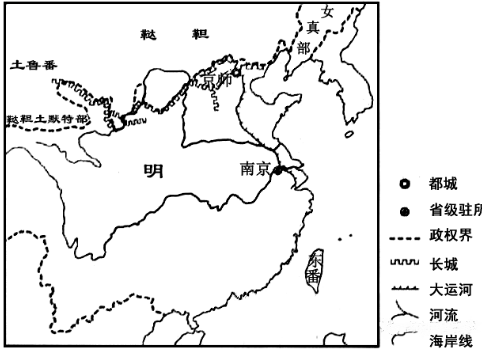 女
真
部
鞑 靼
土鲁番
京师
鞑靼土默特部
明
南京
东
番
都城
省级驻所
政权界
长城
大运河
河流
海岸线